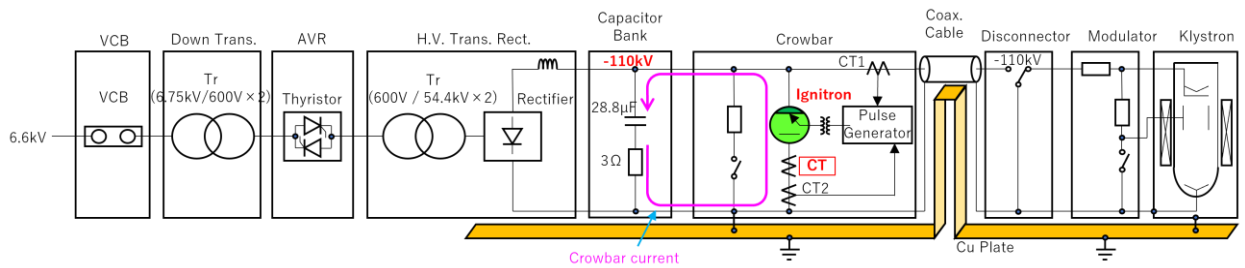 VCB
Down Trans.
AVR
H.V. Trans. Rect.
Capacitor
Bank
Crowbar
Coax.
Cable
Disconnector
Modulator
Klystron
VCB
Tr
(6.75kV/600V×2)
Thyristor
Tr
(600V / 54.4kV×2)
Rectifier
-110kV
28.8μF
3Ω
CT1
Ignitron
Pulse
Generator
CT
CT2
-110kV
6.6kV
Crowbar current
Cu Plate